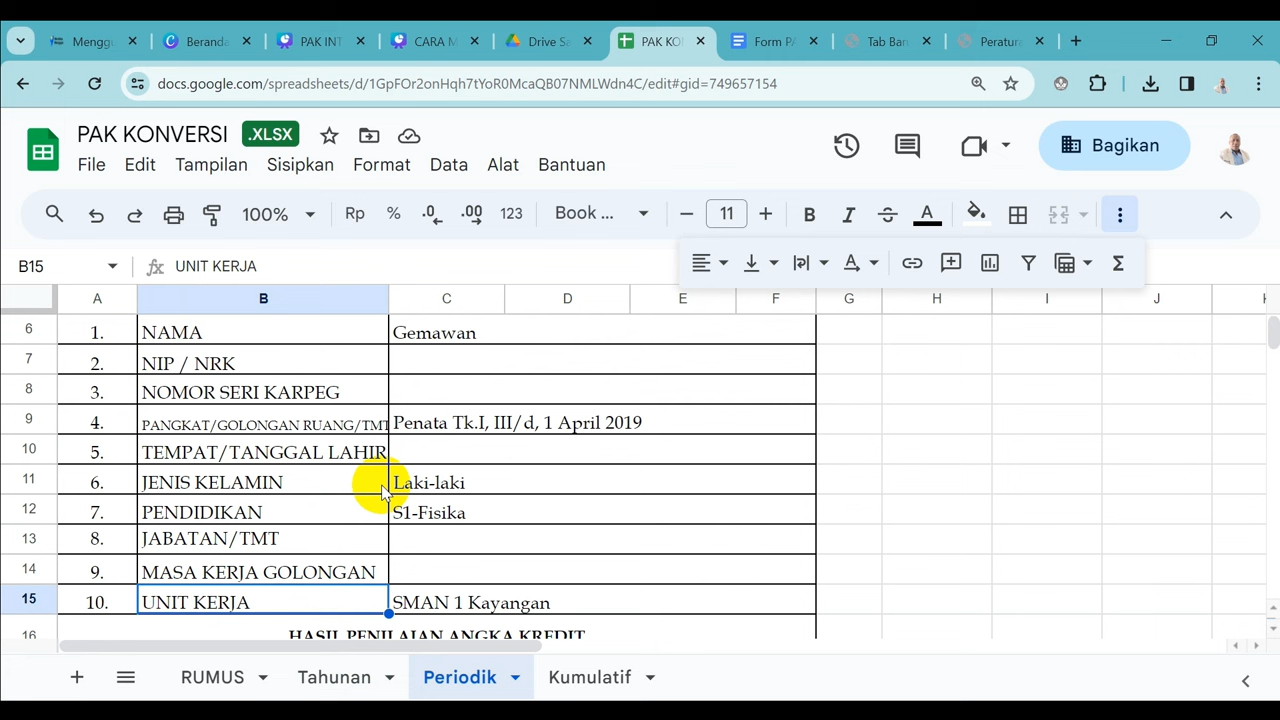 Menggu
Beranda
PAK INT
CARA M
Drive Sa
PAK KO
Form PA
Tab Ban
Peratura
docs.google.com/spreadsheets/d/1GpFOr2onHqh7tYoR0McaQB07NMLWdn4C/edit#gid=749657154
PAK KONVERSI .XLSX
File Edit Tampilan Sisipkan Format Data Alat Bantuan
Bagikan
100% Rp % .0 .00 123 Book ... 11 B I S A
B15 fx UNIT KERJA
A B C D E F G H I J K
6 1. NAMA Gemawan
7 2. NIP / NRK
8 3. NOMOR SERI KARPEG
9 4. PANGKAT/GOLONGAN RUANG/TMT Penata Tk.I, III/d, 1 April 2019
10 5. TEMPAT/TANGGAL LAHIR
11 6. JENIS KELAMIN Laki-laki
12 7. PENDIDIKAN S1-Fisika
13 8. JABATAN/TMT
14 9. MASA KERJA GOLONGAN
15 10. UNIT KERJA SMAN 1 Kayangan
16 HASIL PENILAIAN ANGKA KREDIT
RUMUS Tahunan Periodik Kumulatif